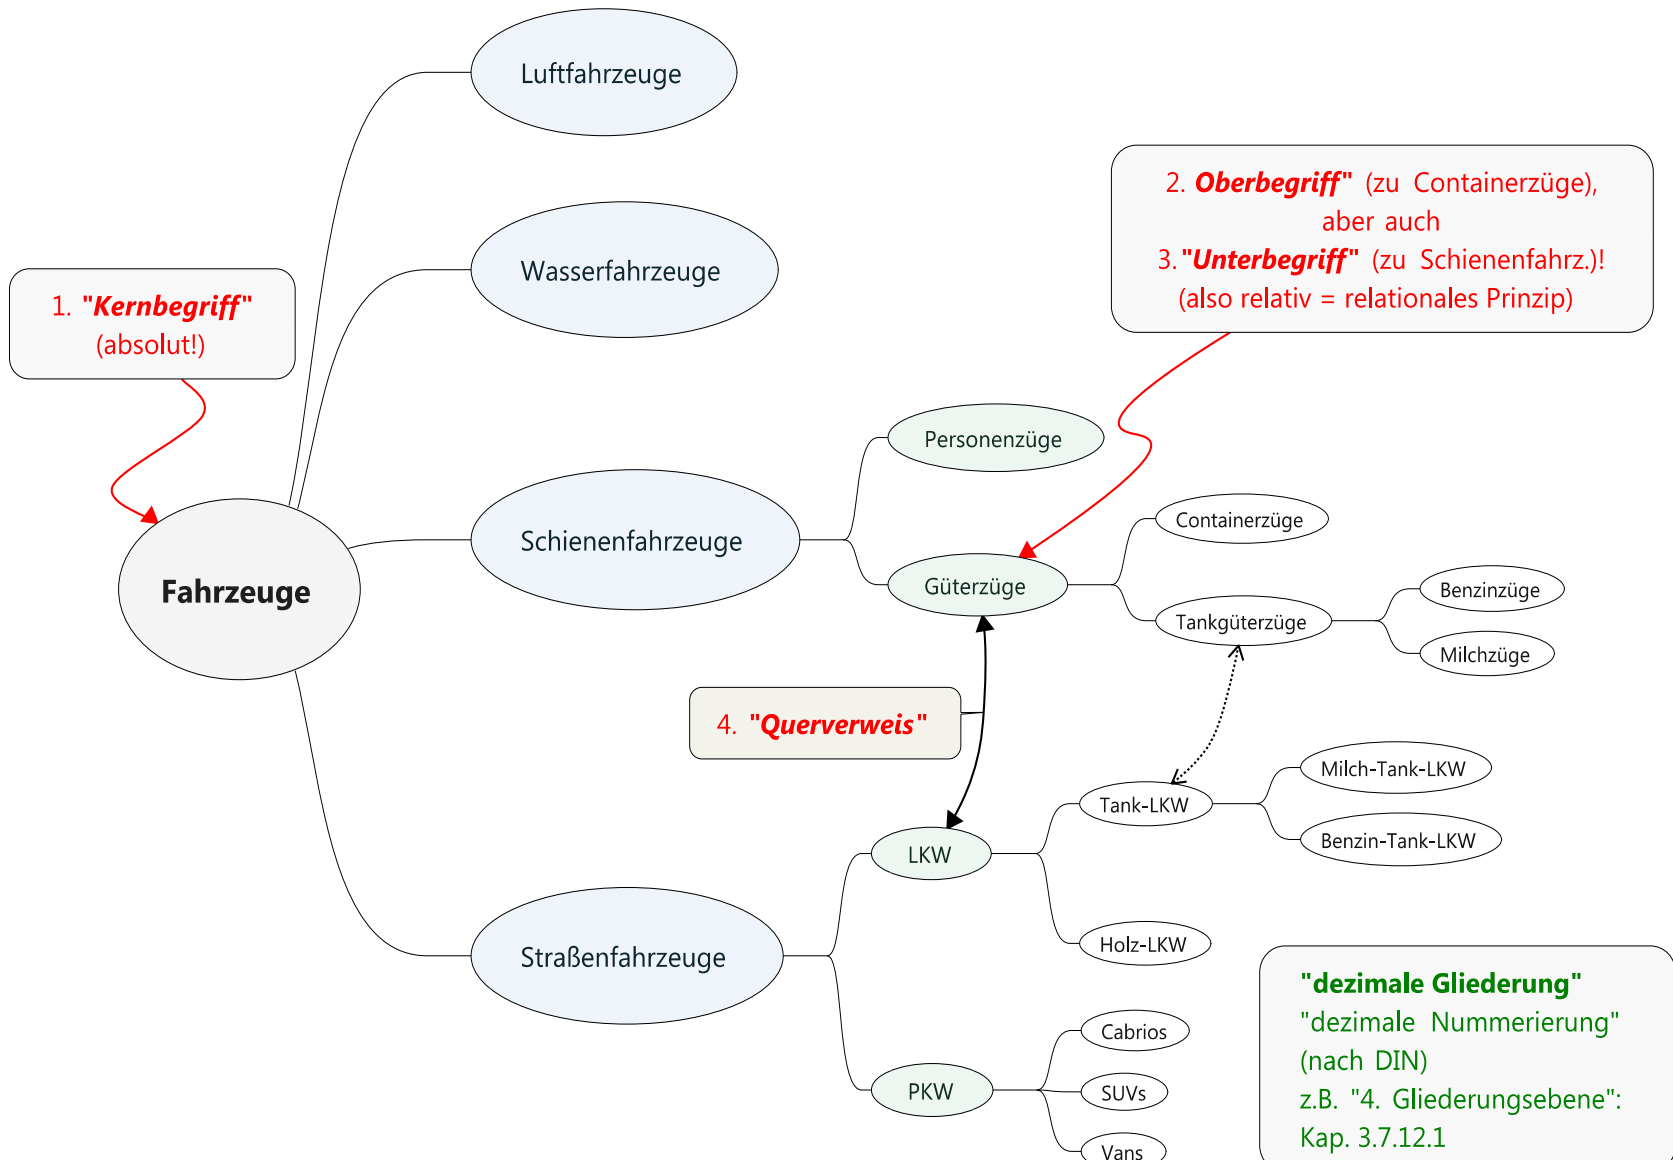 Luftfahrzeuge
Wasserfahrzeuge
1. "Kernbegriff"
(absolut!)
2. Oberbegriff" (zu Containerzüge),
aber auch
3. "Unterbegriff" (zu Schienenfahrz.)!
(also relativ = relationales Prinzip)
Personenzüge
Containerzüge
Schienenfahrzeuge
Fahrzeuge
Güterzüge
Benzinzüge
Tankgüterzüge
Milchzüge
4. "Querverweis"
Milch-Tank-LKW
Tank-LKW
Benzin-Tank-LKW
LKW
Holz-LKW
Straßenfahrzeuge
Cabrios
PKW
SUVs
Vans
"dezimale Gliederung"
"dezimale Nummerierung"
(nach DIN)
z.B. "4. Gliederungsebene":
Kap. 3.7.12.1